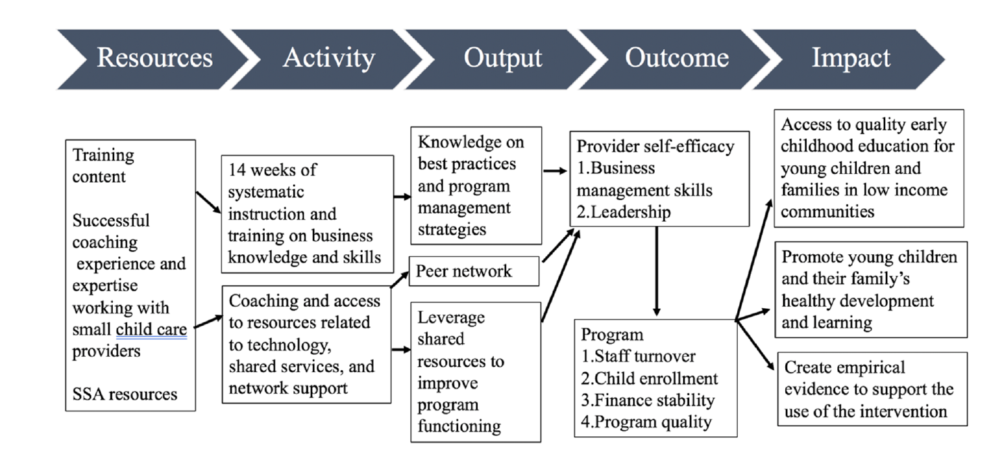 Resources
Activity
Output
Outcome
Impact
Training
content
Successful
coaching
experience and
expertise
working with
small child care
providers
SSA resources
14 weeks of
systematic
instruction and
training on business
knowledge and skills
Coaching and access
to resources related
to technology,
shared services, and
network support
Knowledge on
best practices
and program
management
strategies
Peer network
Leverage
shared
resources to
improve
program
functioning
Provider self-efficacy
1.Business
management skills
2.Leadership
Program
1.Staff turnover
2.Child enrollment
3.Finance stability
4.Program quality
Access to quality early
childhood education for
young children and
families in low income
communities
Promote young children
and their family’s
healthy development
and learning
Create empirical
evidence to support the
use of the intervention